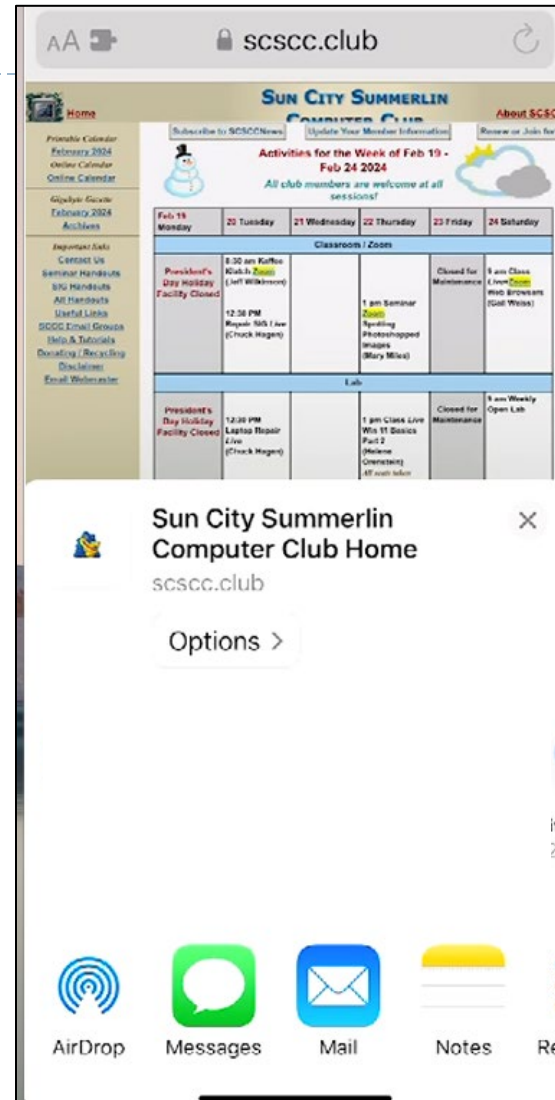 AA
scscc.club
Home
SUN CITY SUMMERLIN
COMPUTER CLUB
About SCSC
Subscribe to SCSCCNews
Update Your Member Information
Renew or Join for
Printable Calendar
February 2024
Online Calendar
Online Calendar
Gigabyte Gazette
February 2024
Archives
Important Links
Contact Us
Seminar Handouts
SIG Handouts
All Handouts
Useful Links
SCCC Email Groups
Help & Tutorials
Donating / Recycling
Disclaimer
Email Webmaster
Activities for the Week of Feb 19 -
Feb 24 2024
All club members are welcome at all
sessions!
Feb 19
Monday
20 Tuesday
21 Wednesday
22 Thursday
23 Friday
24 Saturday
Classroom / Zoom
President's
Day Holiday
Facility Closed
8:30 am Kaffee
Klatch Zoom
(Jeff Wilkinson)
12:30 PM
Repair SIG Live
(Chuck Hagen)
1 pm Seminar
Zoom
Spotting
Photoshopped
Images
(Mary Miles)
Closed for
Maintenance
9 am Class
Live Zoom
Web Browsers
(Gail Weiss)
Lab
President's
Day Holiday
Facility Closed
12:30 PM
Laptop Repair
Live
(Chuck Hagen)
1 pm Class Live
Win 11 Basics
Part 2
(Helene
Orenstein)
All seats taken
Closed for
Maintenance
9 am Weekly
Open Lab
Sun City Summerlin
Computer Club Home
scscc.club
Options >
AirDrop
Messages
Mail
Notes
Re